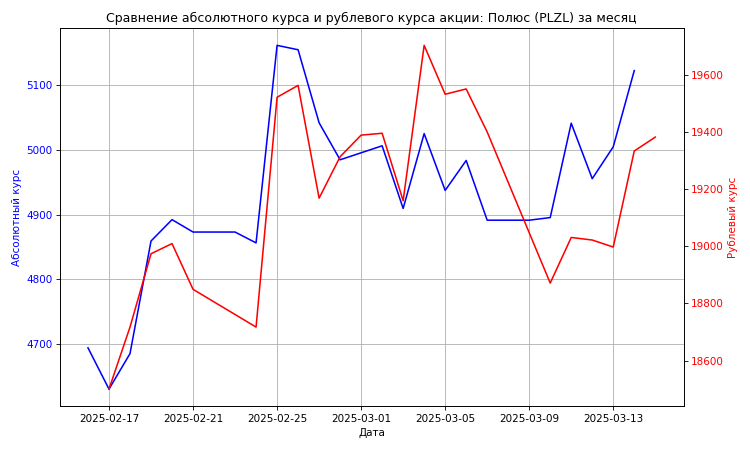 Сравнение абсолютного курса и рублевого курса акции: Полюс (PLZL) за месяц
Абсолютный курс
5100
5000
4900
4800
4700
19600
19400
19200
19000
18800
18600
Рублевый курс
2025-02-17 2025-02-21 2025-02-25 2025-03-01 2025-03-05 2025-03-09 2025-03-13
Дата